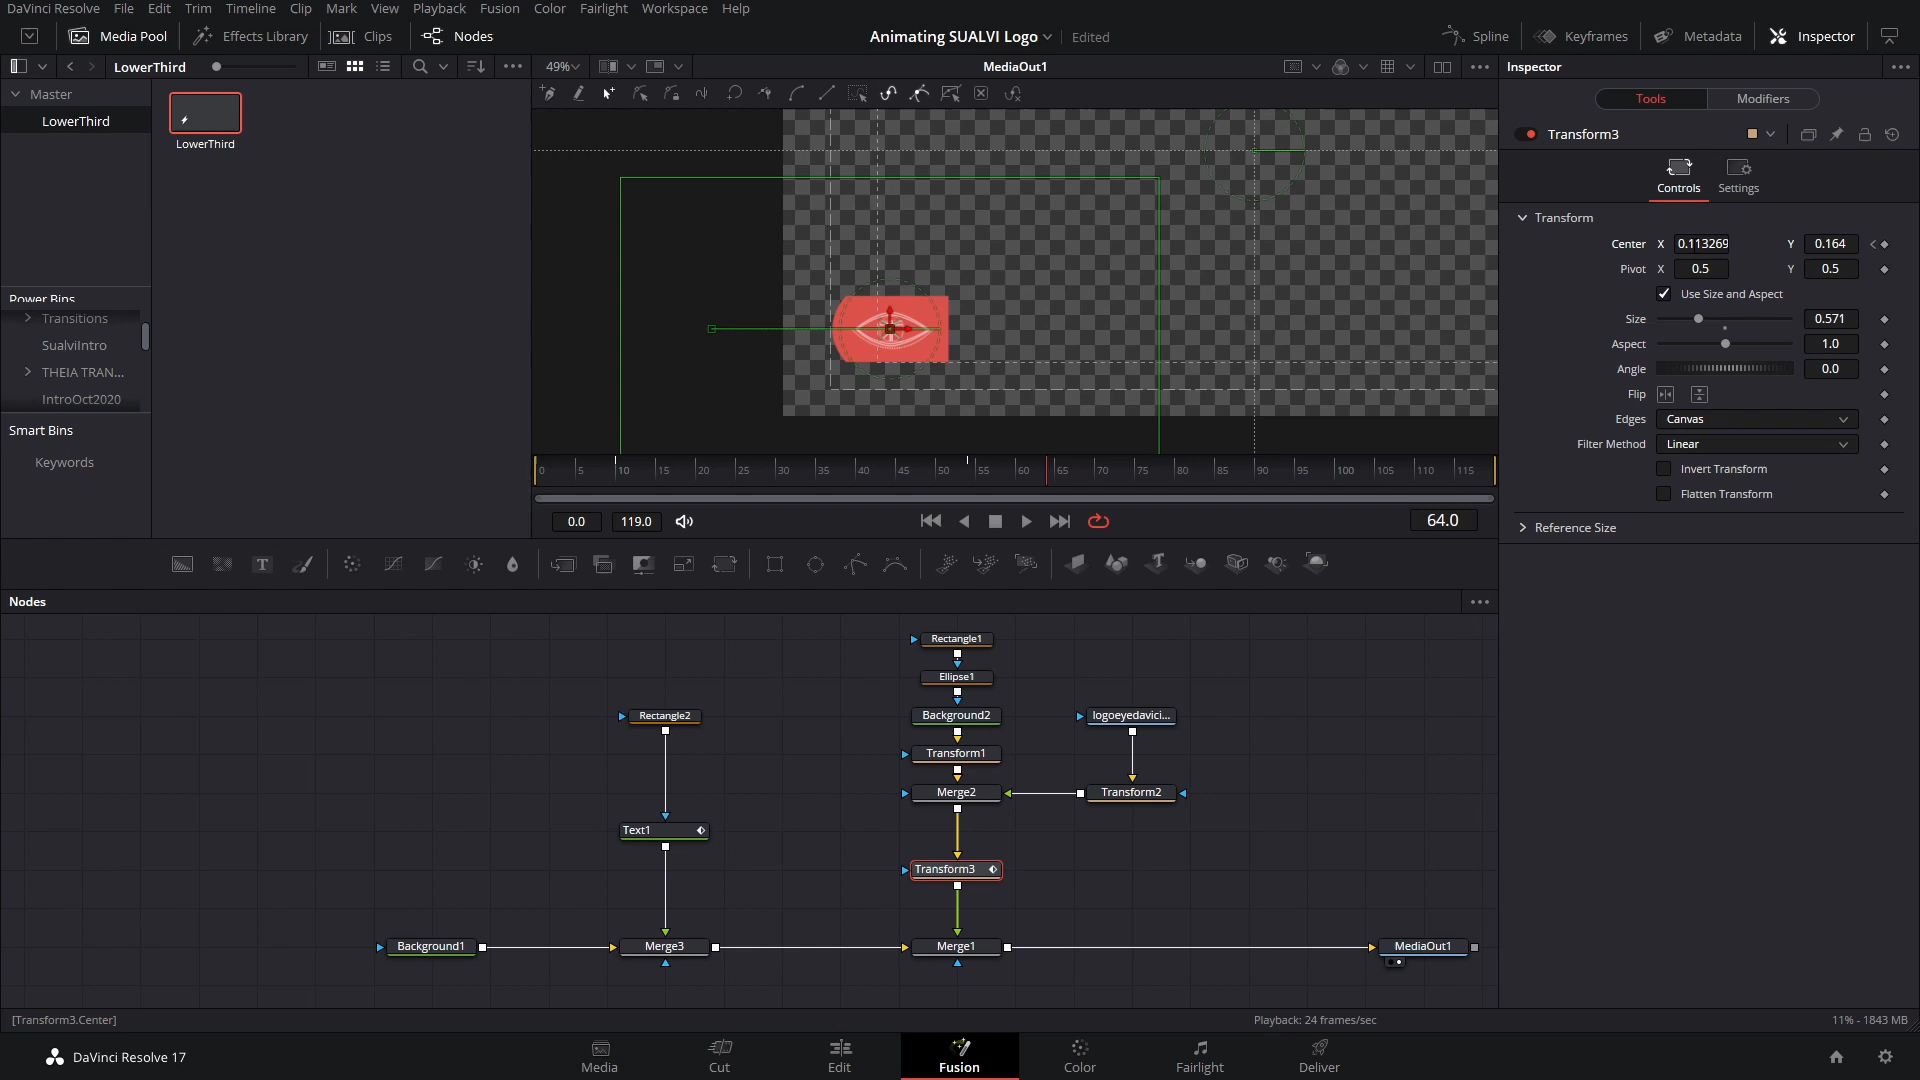 DaVinci Resolve File Edit Trim Timeline Clip Mark View Playback Fusion Color Fairlight Workspace Help
Media Pool Effects Library Clips Nodes Animating SUALVI Logo Edited Spline Keyframes Metadata Inspector
LowerThird 49% MediaOut1 Inspector
Master
LowerThird
LowerThird
Power Bins
Transitions
SualviIntro
THEIA TRAN...
IntroOct2020
Smart Bins
Keywords
Tools Modifiers
Transform3
Controls Settings
Transform
Center X 0.113269 Y 0.164
Pivot X 0.5 Y 0.5
Use Size and Aspect
Size 0.571
Aspect 1.0
Angle 0.0
Flip
Edges Canvas
Filter Method Linear
Invert Transform
Flatten Transform
Reference Size
0 5 10 15 20 25 30 35 40 45 50 55 60 65 70 75 80 85 90 95 100 105 110 115
0.0 119.0 64.0
Nodes
Rectangle1
Ellipse1
Rectangle2 Background2 logoeyedavici...
Transform1
Merge2 Transform2
Text1
Transform3
Background1 Merge3 Merge1 MediaOut1
[Transform3.Center] Playback: 24 frames/sec 11% - 1843 MB
DaVinci Resolve 17 Media Cut Edit Fusion Color Fairlight Deliver